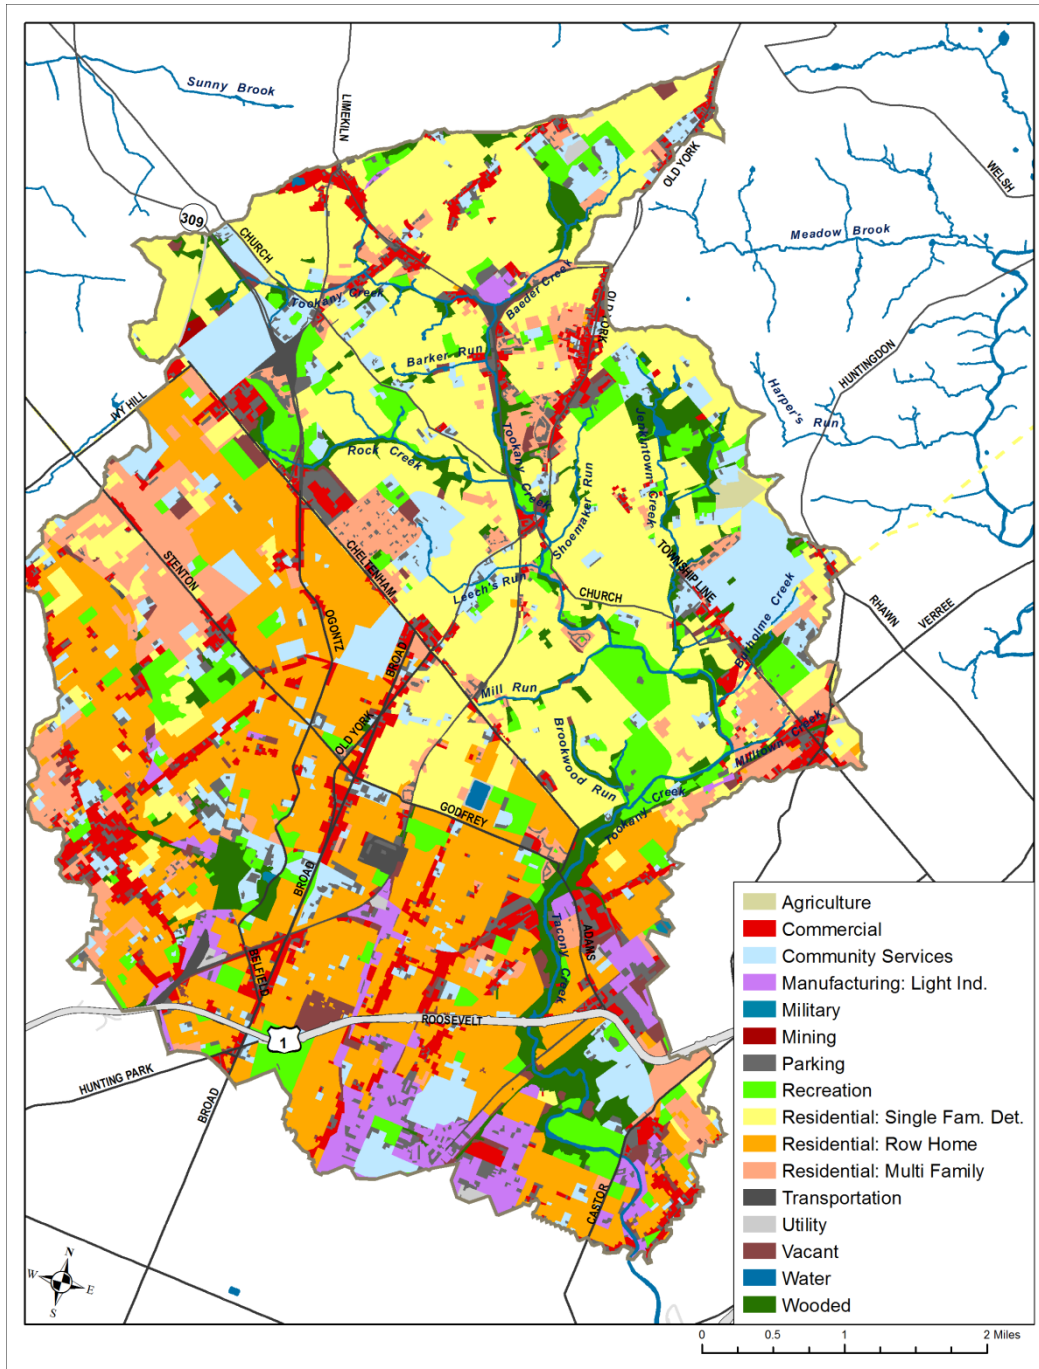 Sunny Brook
LIMEKILN
OLD YORK
WELSH
309
CHURCH
Meadow Brook
Tookany Creek
Baeder Creek
OLD YORK
Barker Run
HUNTINGDON
IVY HILL
Harper's Run
Rock Creek
Tookany Creek
Jenkintown Creek
Shoemaker Run
STENTON
CHELTENHAM
TOWNSHIP LINE
Leech's Run
CHURCH
Burholme Creek
RHAWN
VERREE
OGONTZ
BROAD
Mill Run
OLD YORK
Brookwood Run
Milltown Creek
GODFREY
Tookany Creek
BROAD
Tacony Creek
ADAMS
BELFIELD
ROOSEVELT
1
HUNTING PARK
BROAD
CASTOR
Agriculture
Commercial
Community Services
Manufacturing: Light Ind.
Military
Mining
Parking
Recreation
Residential: Single Fam. Det.
Residential: Row Home
Residential: Multi Family
Transportation
Utility
Vacant
Water
Wooded
N
W
E
S
0 0.5 1 2 Miles